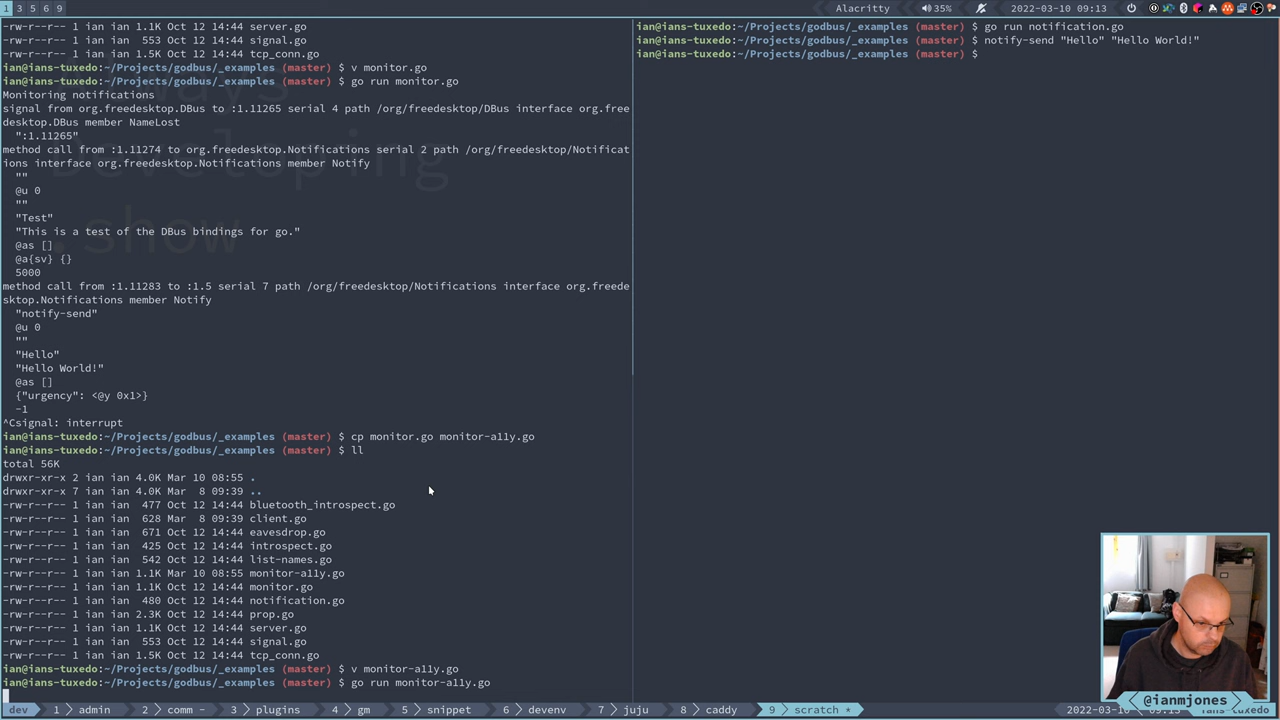 1 3 5 6 9
Alacritty
35%
2022-03-10 09:13
-rw-r--r-- 1 ian ian 1.1K Oct 12 14:44 server.go
-rw-r--r-- 1 ian ian  553 Oct 12 14:44 signal.go
-rw-r--r-- 1 ian ian 1.5K Oct 12 14:44 tcp_conn.go
ian@ians-tuxedo:~/Projects/godbus/_examples (master) $ v monitor.go
ian@ians-tuxedo:~/Projects/godbus/_examples (master) $ go run monitor.go
Monitoring notifications
signal from org.freedesktop.DBus to :1.11265 serial 4 path /org/freedesktop/DBus interface org.free
desktop.DBus member NameLost
":1.11265"
method call from :1.11274 to org.freedesktop.Notifications serial 2 path /org/freedesktop/Notificat
ions interface org.freedesktop.Notifications member Notify
""
@u 0
""
"Test"
"This is a test of the DBus bindings for go."
@as []
@a{sv} {}
5000
method call from :1.11283 to :1.5 serial 7 path /org/freedesktop/Notifications interface org.freede
sktop.Notifications member Notify
"notify-send"
@u 0
""
"Hello"
"Hello World!"
@as []
{"urgency": <@y 0x1>}
-1
^Csignal: interrupt
ian@ians-tuxedo:~/Projects/godbus/_examples (master) $ cp monitor.go monitor-a11y.go
ian@ians-tuxedo:~/Projects/godbus/_examples (master) $ ll
total 56K
drwxr-xr-x 2 ian ian 4.0K Mar 10 08:55 .
drwxr-xr-x 7 ian ian 4.0K Mar  8 09:39 ..
-rw-r--r-- 1 ian ian  477 Oct 12 14:44 bluetooth_introspect.go
-rw-r--r-- 1 ian ian  628 Mar  8 09:39 client.go
-rw-r--r-- 1 ian ian  671 Oct 12 14:44 eavesdrop.go
-rw-r--r-- 1 ian ian  425 Oct 12 14:44 introspect.go
-rw-r--r-- 1 ian ian  542 Oct 12 14:44 list-names.go
-rw-r--r-- 1 ian ian 1.1K Mar 10 08:55 monitor-a11y.go
-rw-r--r-- 1 ian ian 1.1K Oct 12 14:44 monitor.go
-rw-r--r-- 1 ian ian  480 Oct 12 14:44 notification.go
-rw-r--r-- 1 ian ian 2.3K Oct 12 14:44 prop.go
-rw-r--r-- 1 ian ian 1.1K Oct 12 14:44 server.go
-rw-r--r-- 1 ian ian  553 Oct 12 14:44 signal.go
-rw-r--r-- 1 ian ian 1.5K Oct 12 14:44 tcp_conn.go
ian@ians-tuxedo:~/Projects/godbus/_examples (master) $ v monitor-a11y.go
ian@ians-tuxedo:~/Projects/godbus/_examples (master) $ go run monitor-a11y.go
ian@ians-tuxedo:~/Projects/godbus/_examples (master) $ go run notification.go
ian@ians-tuxedo:~/Projects/godbus/_examples (master) $ notify-send "Hello" "Hello World!"
ian@ians-tuxedo:~/Projects/godbus/_examples (master) $
Developing
.show
@ianmjones
dev 1 admin 2 comm - 3 plugins 4 gm 5 snippet 6 devenv 7 juju 8 caddy 9 scratch * 2022-03-10 tuxedo